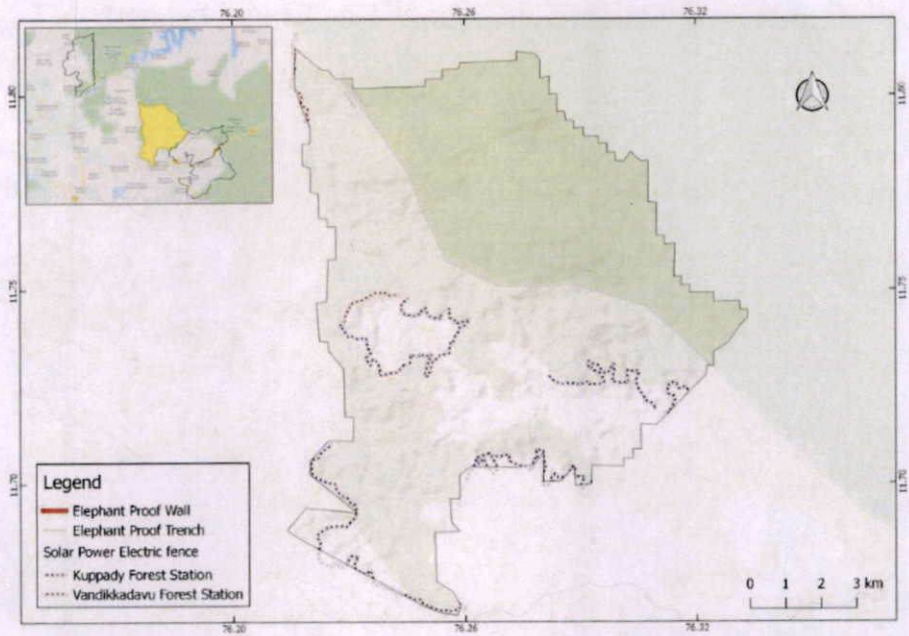 76.20
76.26
76.32
11.80
11.80
11.75
11.75
11.70
11.70
Legend
Elephant Proof Wall
Elephant Proof Trench
Solar Power Electric fence
Kuppady Forest Station
Vandikkadavu Forest Station
0 1 2 3 km
76.20
76.26
76.32